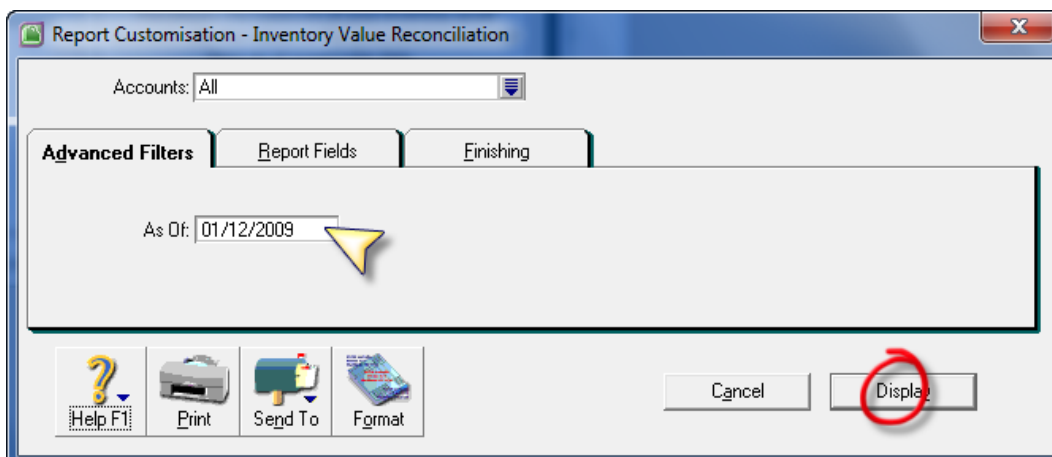 Report Customisation - Inventory Value Reconciliation
Accounts: All
Advanced Filters Report Fields Finishing
As Of: 01/12/2009
Help F1 Print Send To Format Cancel Display